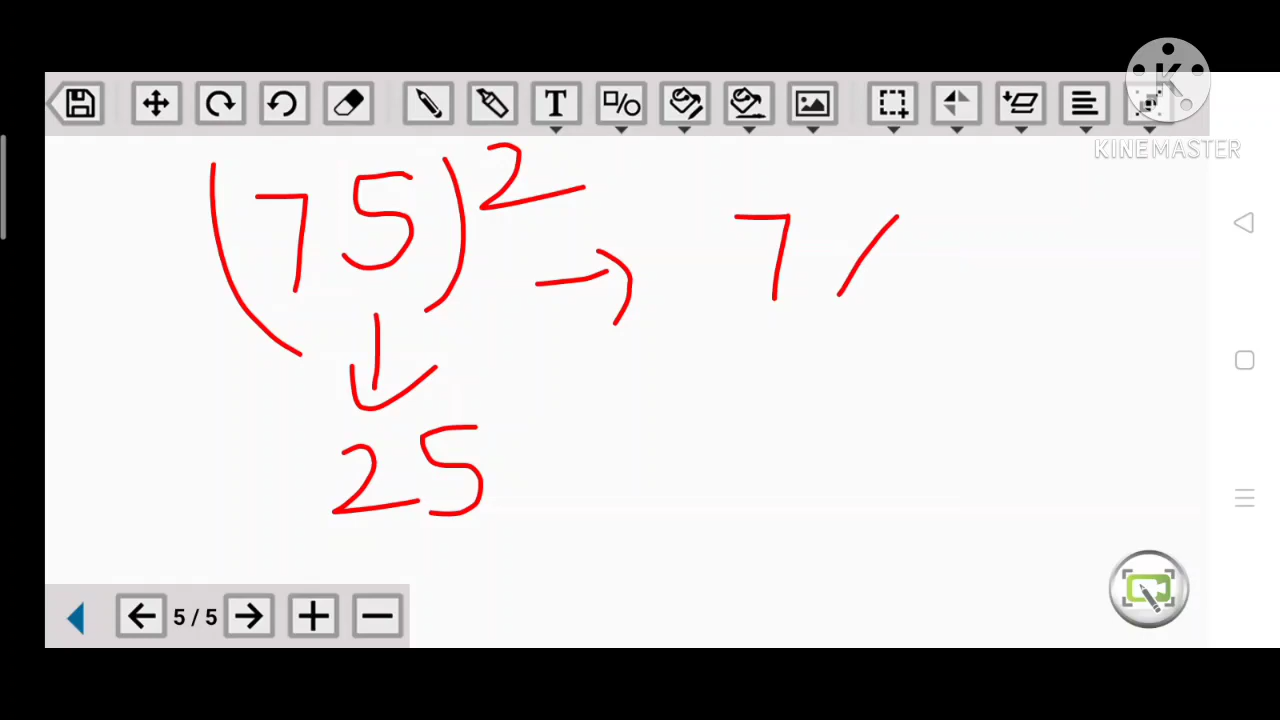 KINEMASTER
T
(75)² → 7 /
↓
25
5 / 5